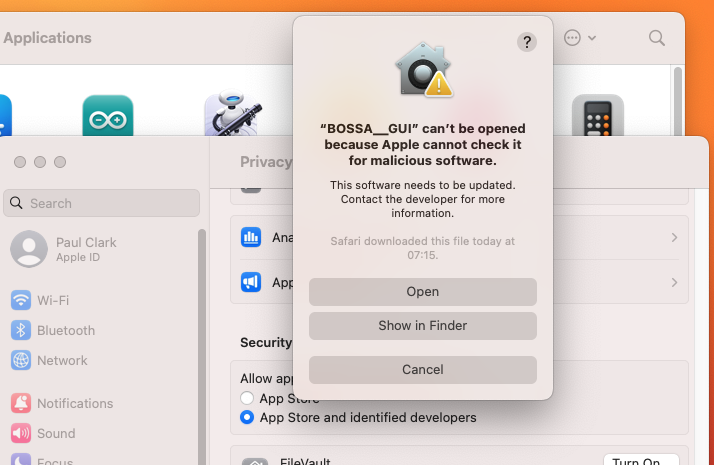 Applications
?
“BOSSA__GUI” can’t be opened
because Apple cannot check it
for malicious software.
This software needs to be updated.
Contact the developer for more
information.
Safari downloaded this file today at
07:15.
Open
Show in Finder
Cancel
Privacy
Search
Paul Clark
Apple ID
Wi-Fi
Bluetooth
Network
Notifications
Sound
Focus
Ana
App
Security
Allow app
App Store
App Store and identified developers
FileVault
Turn On...